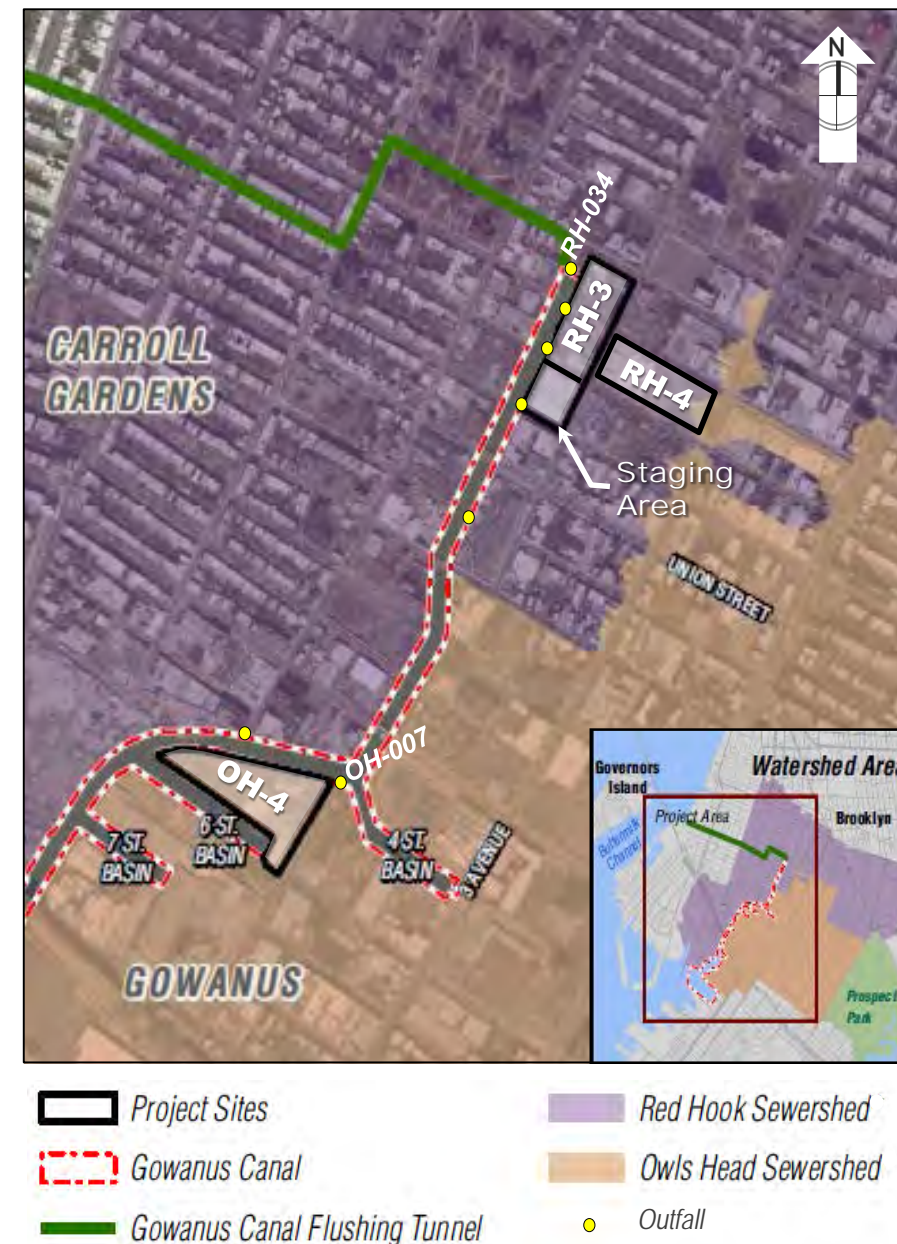 N
RH-034
RH-3
CARROLL
GARDENS
RH-4
Staging
Area
UNION STREET
OH-007
OH-4
7 ST.
BASIN
6 ST.
BASIN
4 ST.
BASIN
3 AVENUE
GOWANUS
Watershed Area
Governors
Island
Project Area
Brooklyn
Buttermilk
Channel
Prospect
Park
Project Sites
Red Hook Sewershed
Gowanus Canal
Owls Head Sewershed
Gowanus Canal Flushing Tunnel
Outfall